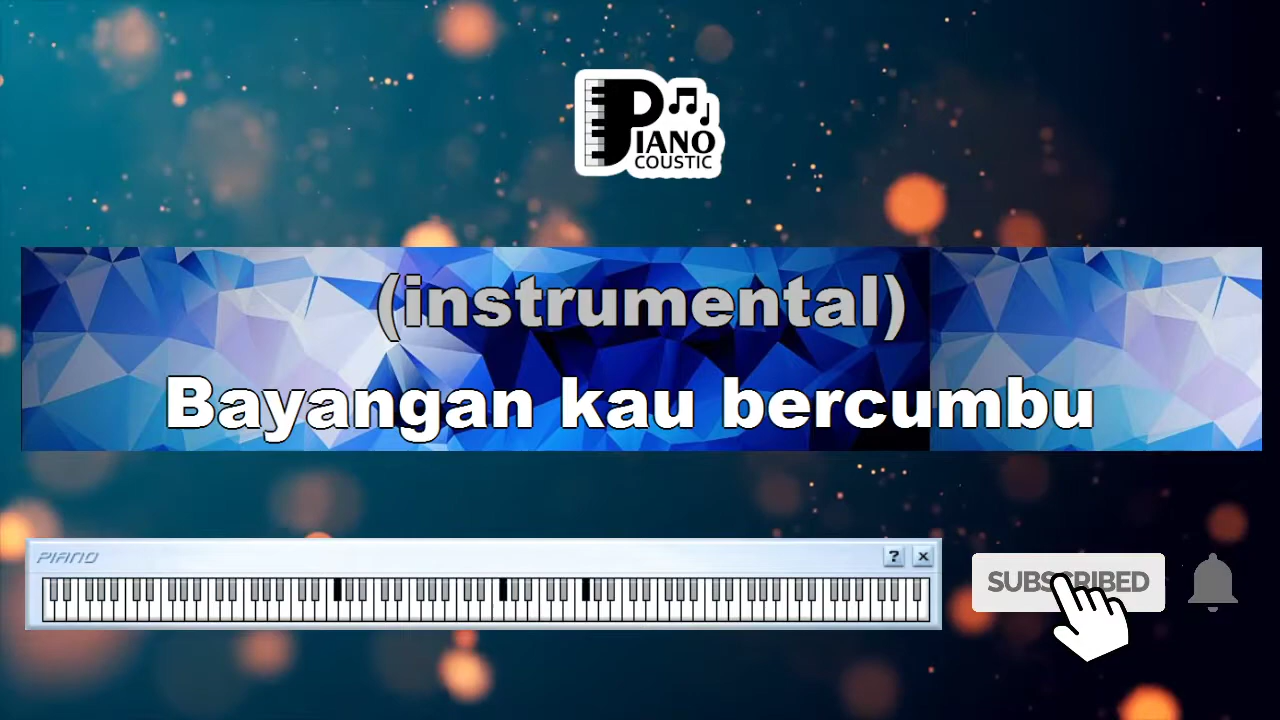 PIANO
COUSTIC
(instrumental)
Bayangan kau bercumbu
PIANO
? ×
SUBSCRIBED